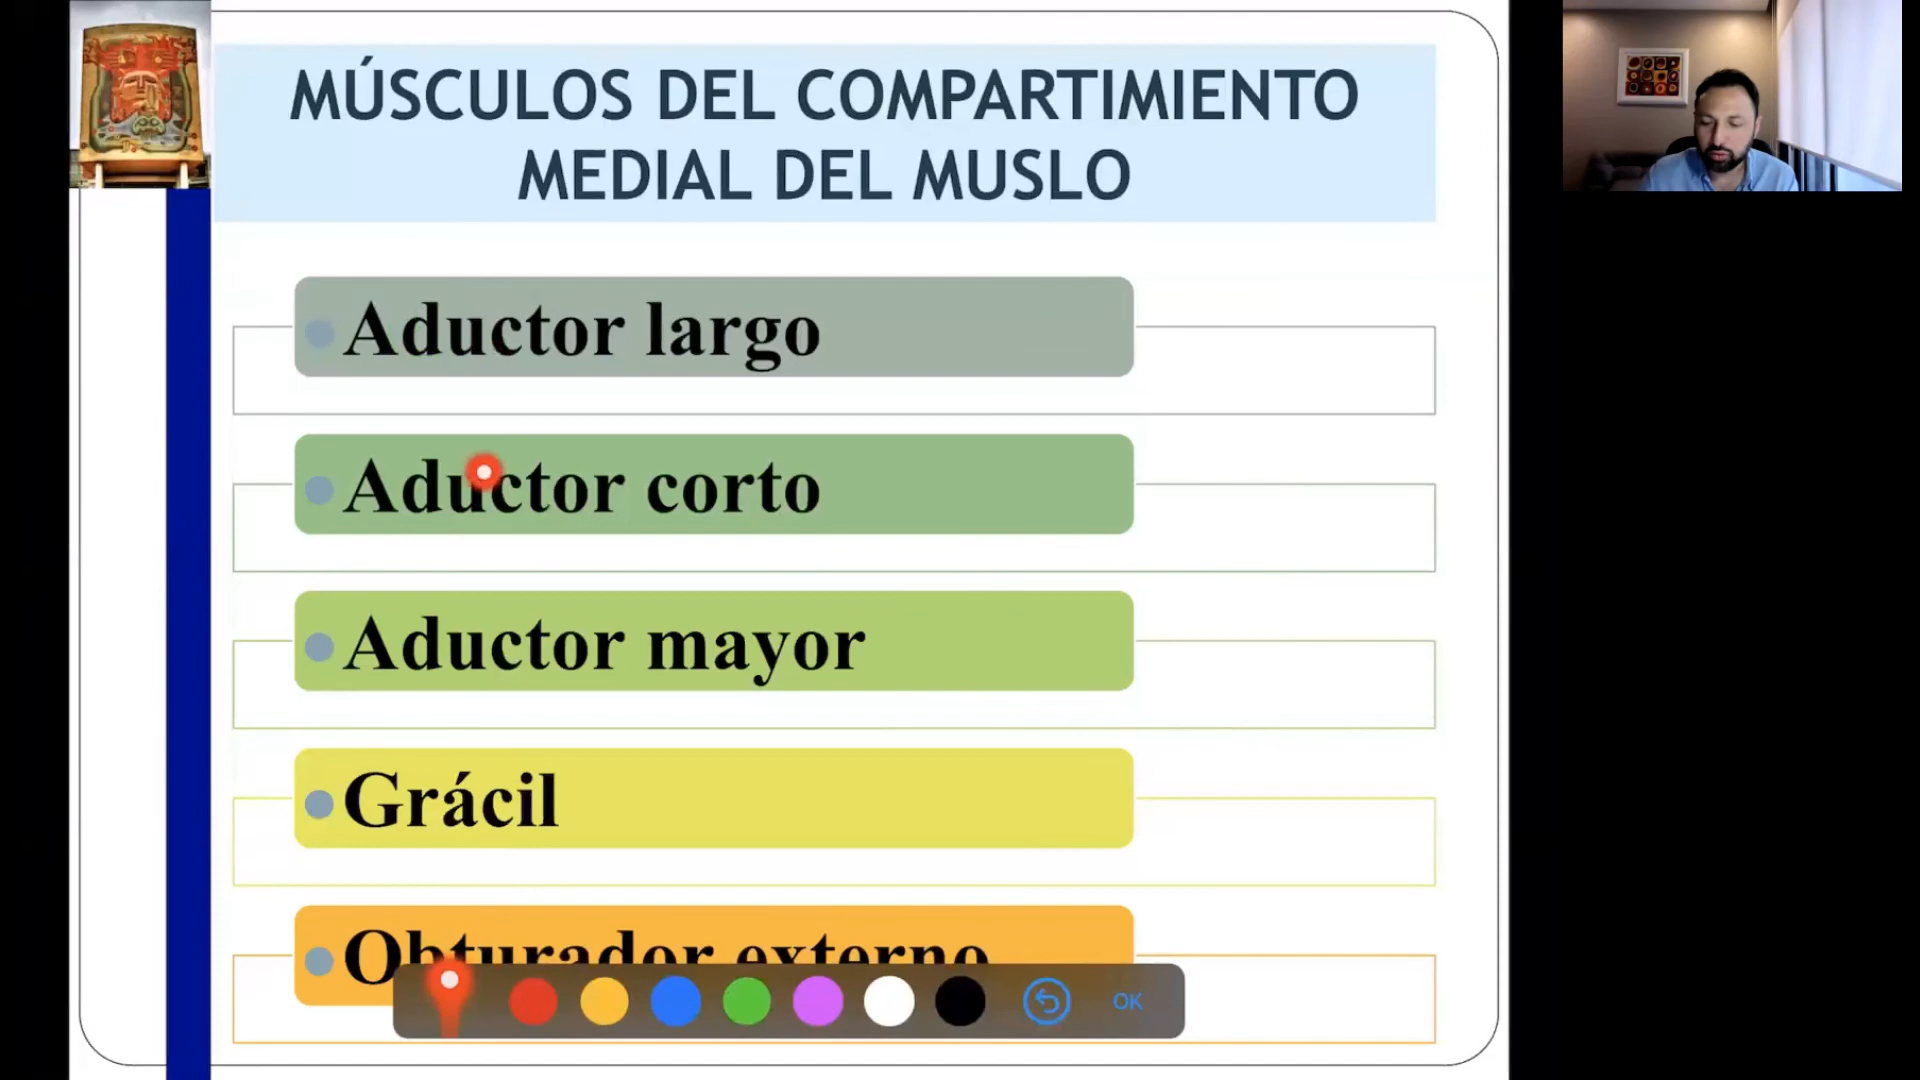 MÚSCULOS DEL COMPARTIMIENTO
MEDIAL DEL MUSLO
Aductor largo
Aductor corto
Aductor mayor
Grácil
Obturador externo
OK